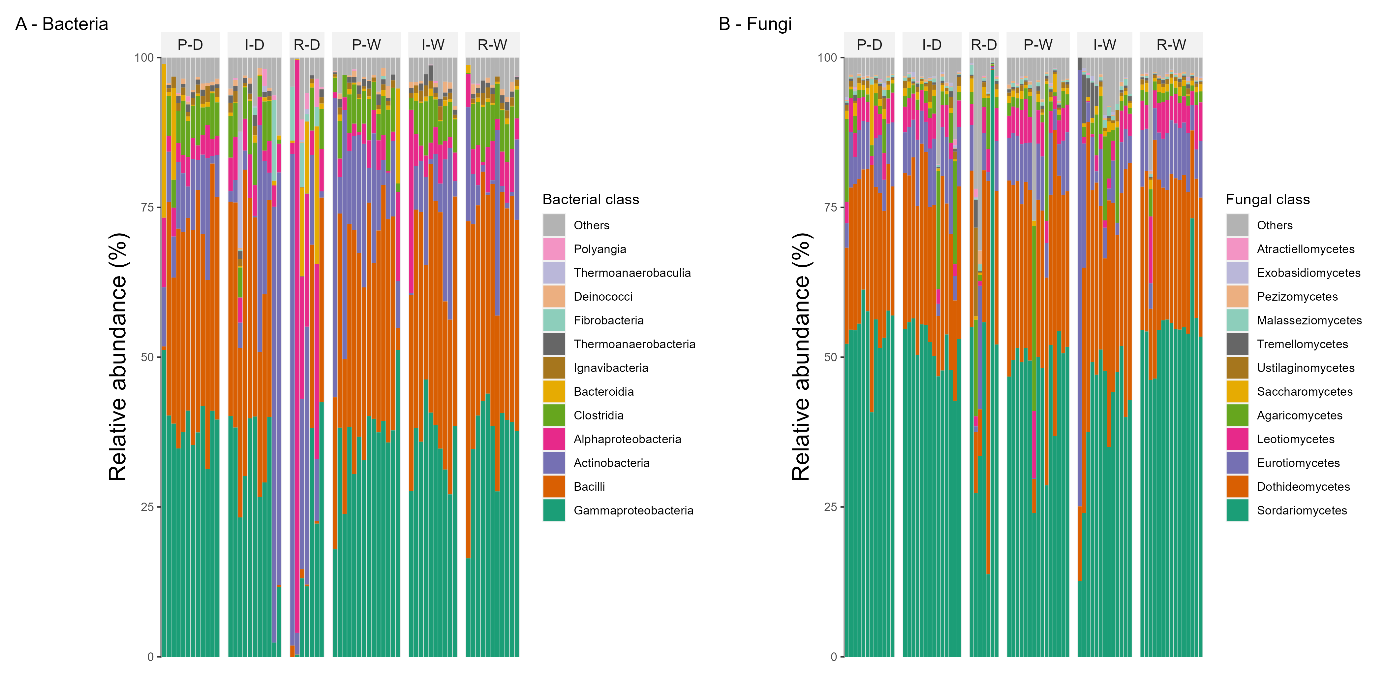 A - Bacteria
P-D I-D R-D P-W I-W R-W
Relative abundance (%)
100
75
50
25
0
Bacterial class
Others
Polyangia
Thermoanaerobaculia
Deinococci
Fibrobacteria
Thermoanaerobacteria
Ignavibacteria
Bacteroidia
Clostridia
Alphaproteobacteria
Actinobacteria
Bacilli
Gammaproteobacteria
B - Fungi
P-D I-D R-D P-W I-W R-W
Relative abundance (%)
100
75
50
25
0
Fungal class
Others
Atractiellomycetes
Exobasidiomycetes
Pezizomycetes
Malasseziomycetes
Tremellomycetes
Ustilaginomycetes
Saccharomycetes
Agaricomycetes
Leotiomycetes
Eurotiomycetes
Dothideomycetes
Sordariomycetes